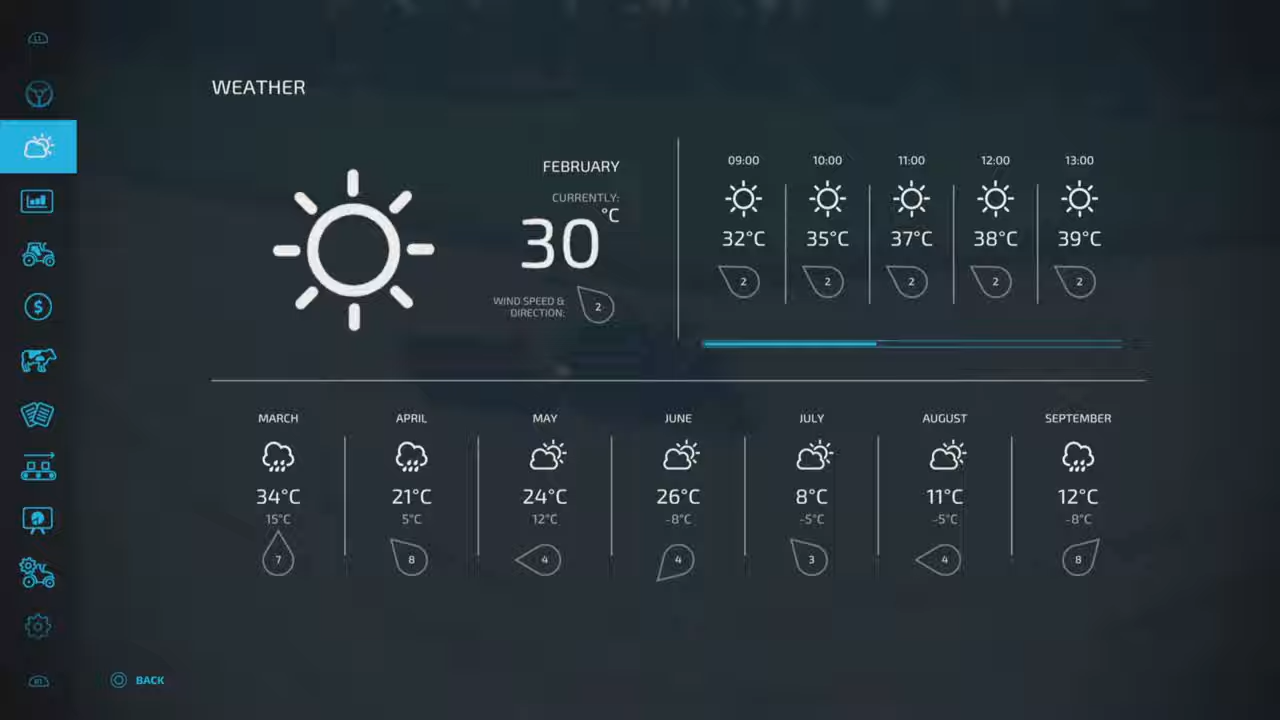 L1
WEATHER
FEBRUARY
CURRENTLY:
30 °C
WIND SPEED &
DIRECTION:
2
09:00 10:00 11:00 12:00 13:00
32°C 35°C 37°C 38°C 39°C
2 2 2 2 2
$
MARCH APRIL MAY JUNE JULY AUGUST SEPTEMBER
34°C 21°C 24°C 26°C 8°C 11°C 12°C
15°C 5°C 12°C -8°C -5°C -5°C -8°C
7 8 4 4 3 4 8
R1
BACK